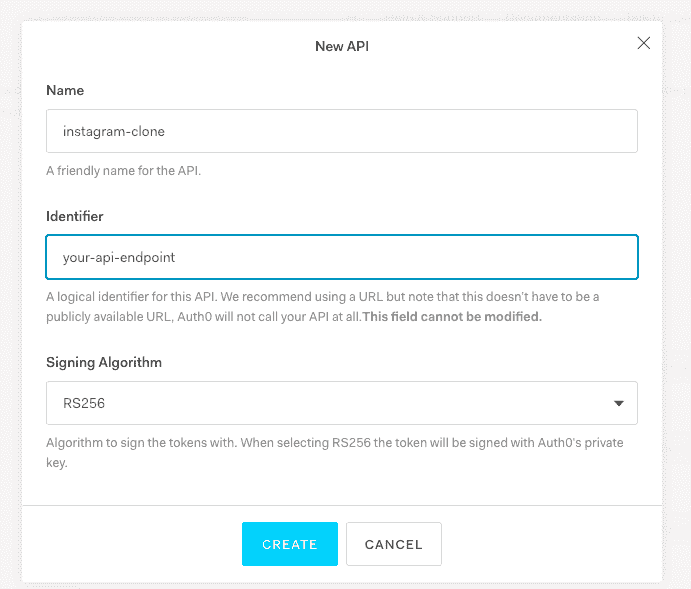 New API
Name
instagram-clone
A friendly name for the API.
Identifier
your-api-endpoint
A logical identifier for this API. We recommend using a URL but note that this doesn't have to be a
publicly available URL, Auth0 will not call your API at all.This field cannot be modified.
Signing Algorithm
RS256
Algorithm to sign the tokens with. When selecting RS256 the token will be signed with Auth0's private
key.
CREATE
CANCEL